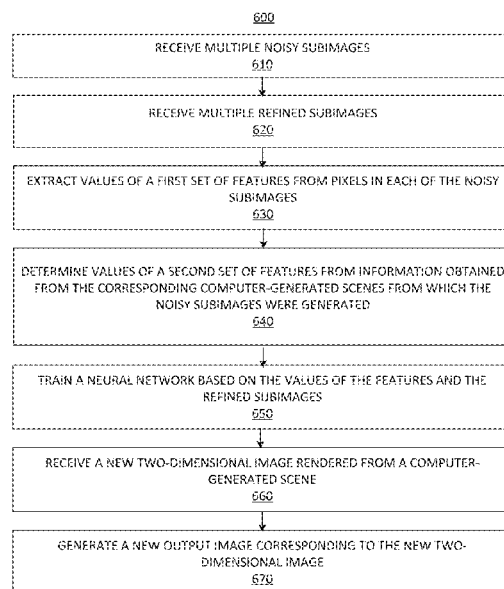 600
RECEIVE MULTIPLE NOISY SUBIMAGES
610
RECEIVE MULTIPLE REFINED SUBIMAGES
620
EXTRACT VALUES OF A FIRST SET OF FEATURES FROM PIXELS IN EACH OF THE NOISY
SUBIMAGES
630
DETERMINE VALUES OF A SECOND SET OF FEATURES FROM INFORMATION OBTAINED
FROM THE CORRESPONDING COMPUTER-GENERATED SCENES FROM WHICH THE
NOISY SUBIMAGES WERE GENERATED
640
TRAIN A NEURAL NETWORK BASED ON THE VALUES OF THE FEATURES AND THE
REFINED SUBIMAGES
650
RECEIVE A NEW TWO-DIMENSIONAL IMAGE RENDERED FROM A COMPUTER-
GENERATED SCENE
660
GENERATE A NEW OUTPUT IMAGE CORRESPONDING TO THE NEW TWO-
DIMENSIONAL IMAGE
670